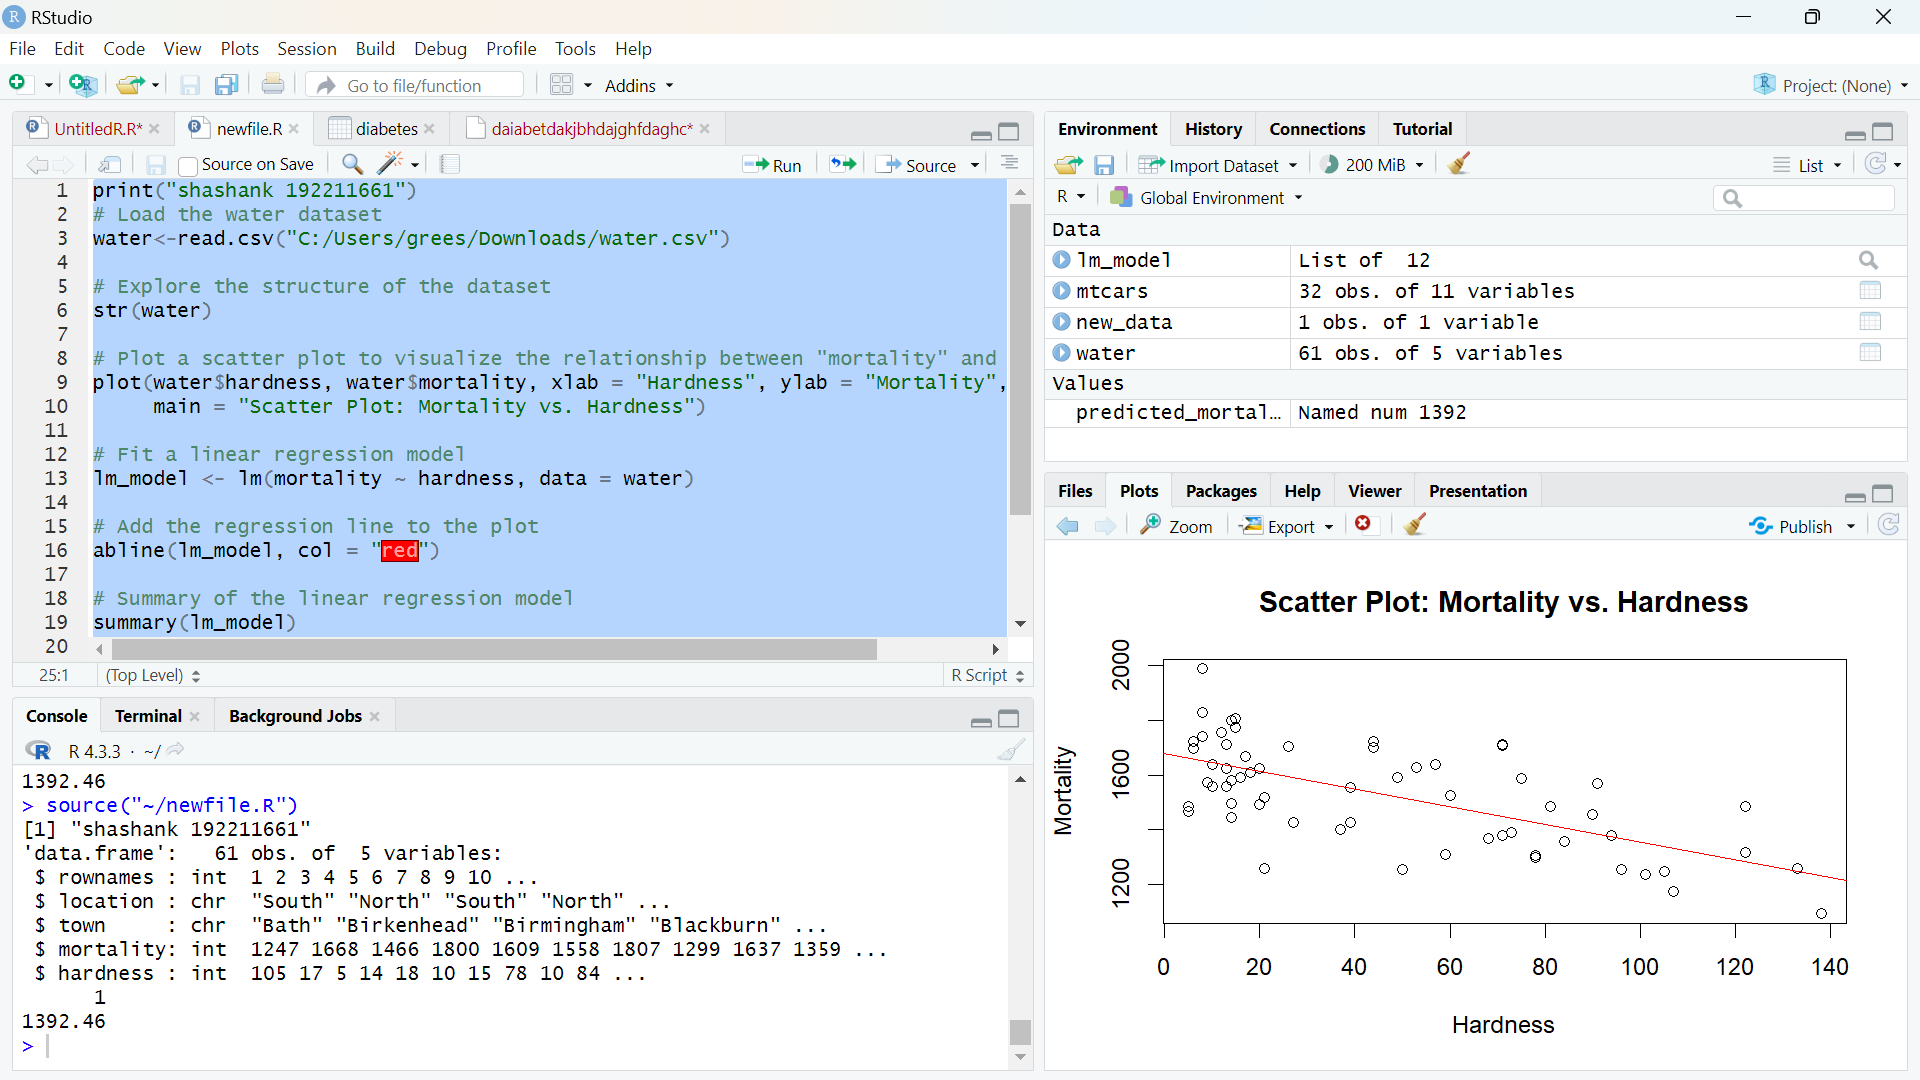 RStudio
File Edit Code View Plots Session Build Debug Profile Tools Help
Go to file/function
Addins
Project: (None)
UntitledR.R*
newfile.R
diabetes
daiabetdakjbhdajghfdaghc*
Source on Save
Run
Source
1 print("shashank 192211661")
2 # Load the water dataset
3 water<-read.csv("C:/Users/grees/Downloads/water.csv")
4
5 # Explore the structure of the dataset
6 str(water)
7
8 # Plot a scatter plot to visualize the relationship between "mortality" and
9 plot(water$hardness, water$mortality, xlab = "Hardness", ylab = "Mortality",
10 main = "Scatter Plot: Mortality vs. Hardness")
11
12 # Fit a linear regression model
13 lm_model <- lm(mortality ~ hardness, data = water)
14
15 # Add the regression line to the plot
16 abline(lm_model, col = "red")
17
18 # Summary of the linear regression model
19 summary(lm_model)
20
25:1 (Top Level) R Script
Console Terminal Background Jobs
R R 4.3.3 · ~/
1392.46
> source("~/newfile.R")
[1] "shashank 192211661"
'data.frame': 61 obs. of 5 variables:
$ rownames : int 1 2 3 4 5 6 7 8 9 10 ...
$ location : chr "South" "North" "South" "North" ...
$ town : chr "Bath" "Birkenhead" "Birmingham" "Blackburn" ...
$ mortality: int 1247 1668 1466 1800 1609 1558 1807 1299 1637 1359 ...
$ hardness : int 105 17 5 14 18 10 15 78 10 84 ...
1
1392.46
>
Environment History Connections Tutorial
Import Dataset 200 MiB List
R Global Environment
Data
lm_model List of 12
mtcars 32 obs. of 11 variables
new_data 1 obs. of 1 variable
water 61 obs. of 5 variables
Values
predicted_mortal… Named num 1392
Files Plots Packages Help Viewer Presentation
Zoom Export Publish
Scatter Plot: Mortality vs. Hardness
Mortality
2000
1600
1200
0 20 40 60 80 100 120 140
Hardness